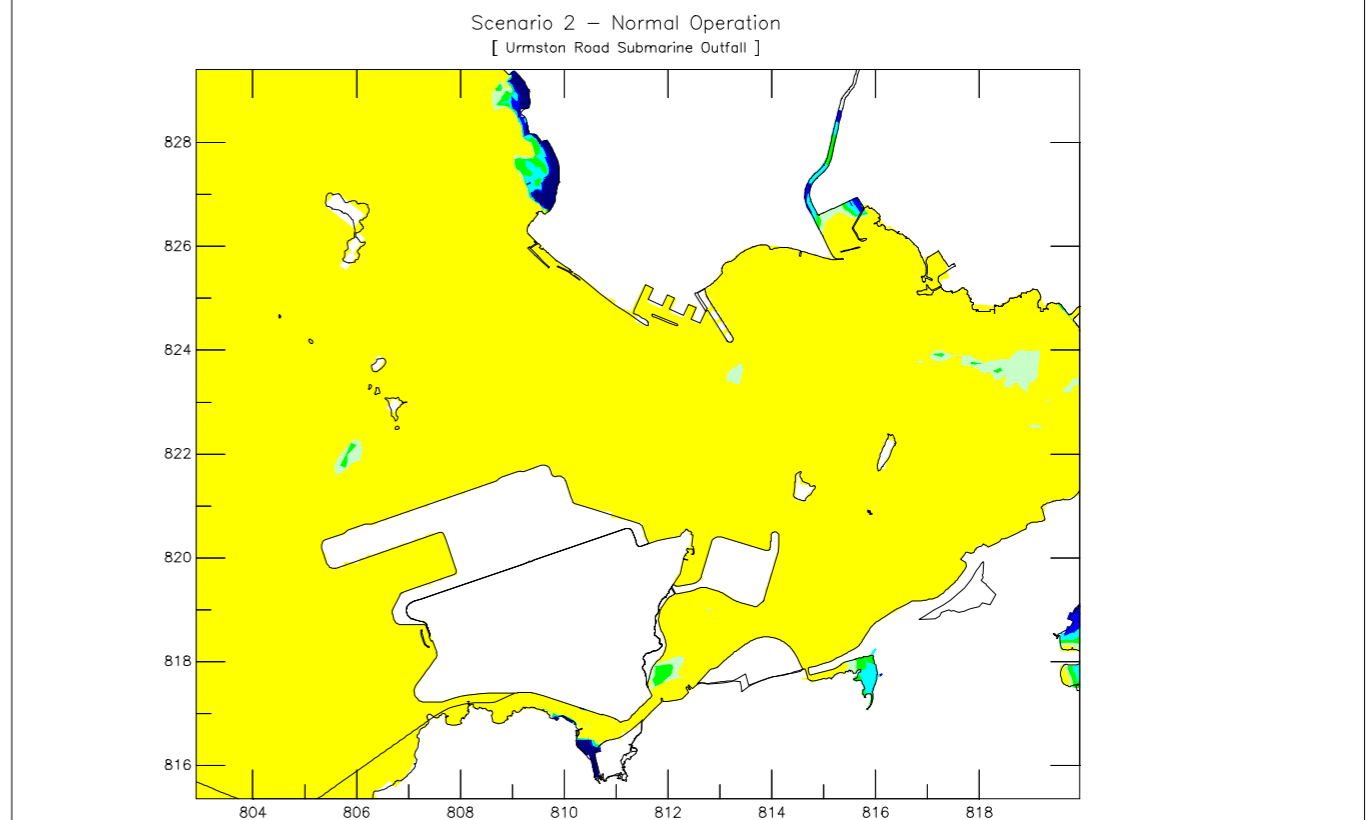 Scenario 2 – Normal Operation
[ Urmston Road Submarine Outfall ]
828
826
824
822
820
818
816
804 806 808 810 812 814 816 818